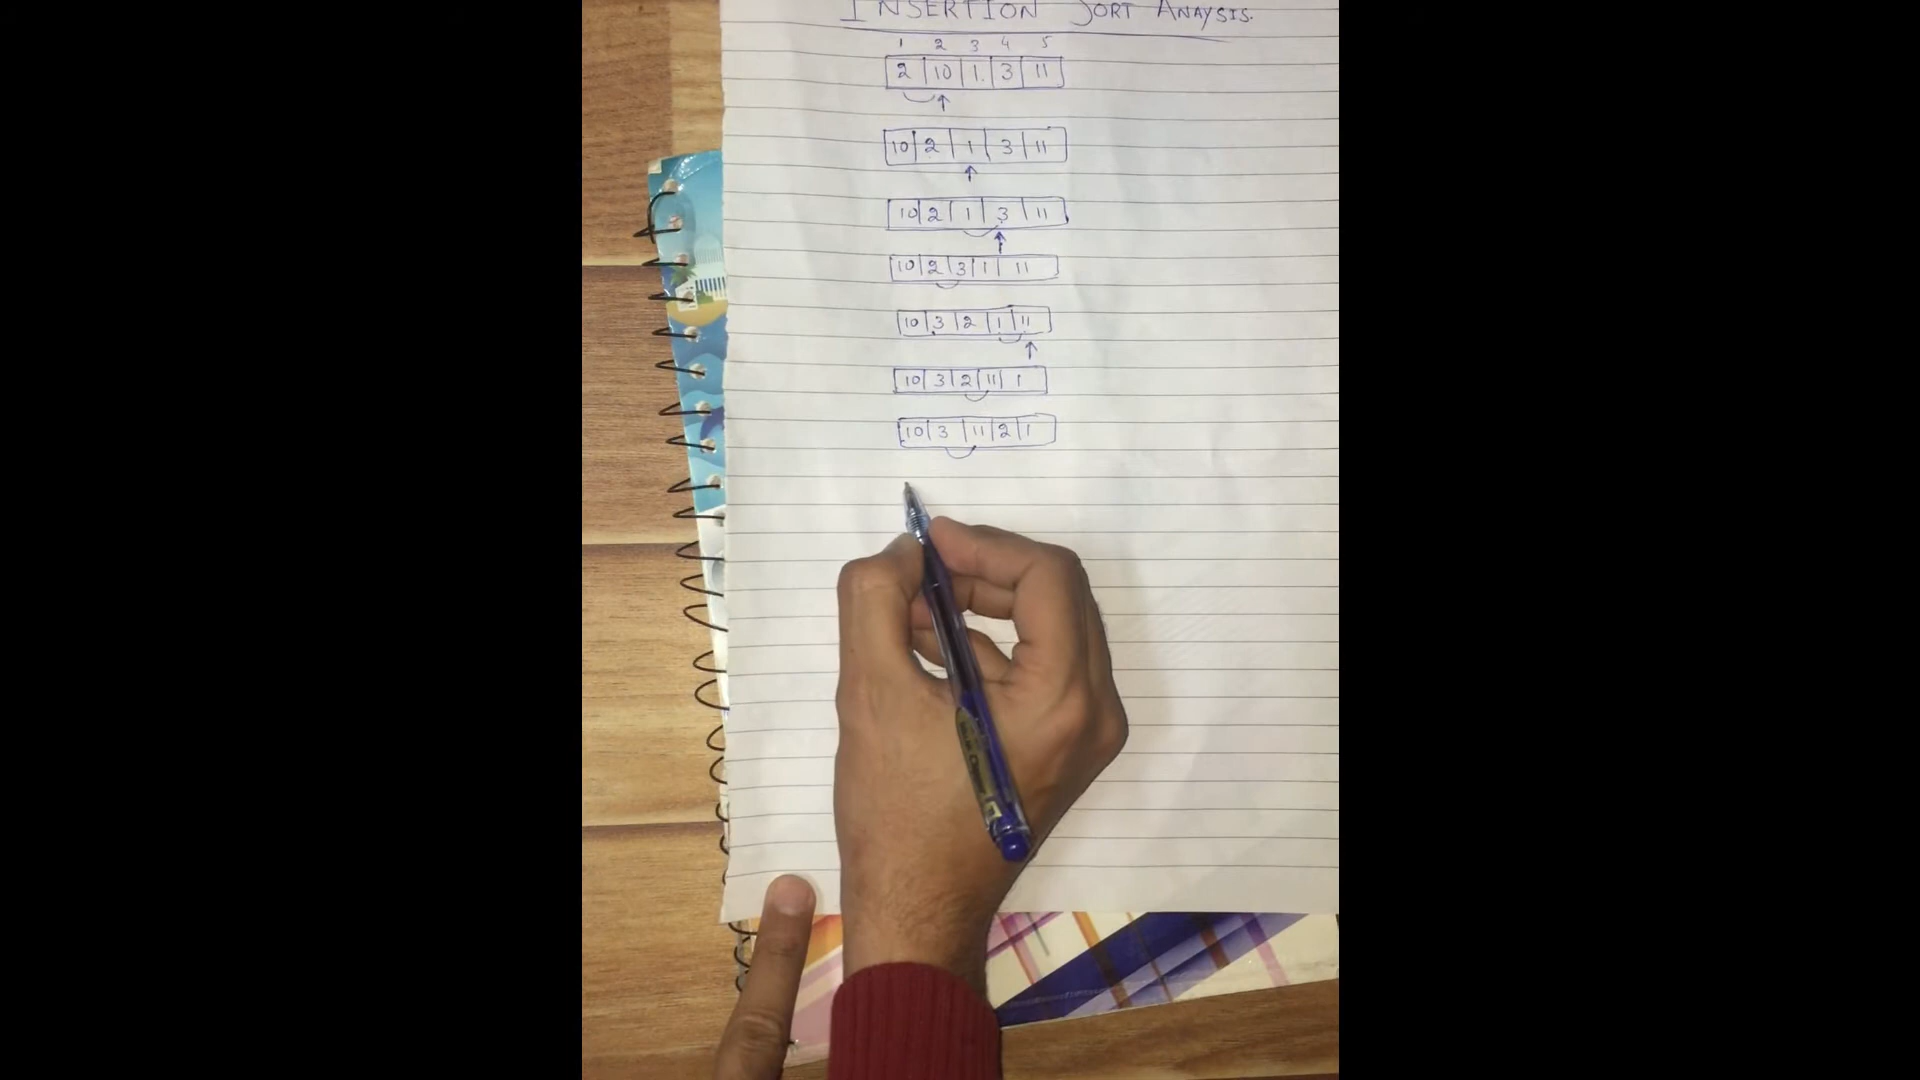 INSERTION SORT ANAYSIS.
1 2 3 4 5
2 10 1 3 11
10 2 1 3 11
10 2 1 3 11
10 2 3 1 11
10 3 2 1 11
10 3 2 11 1
10 3 11 2 1